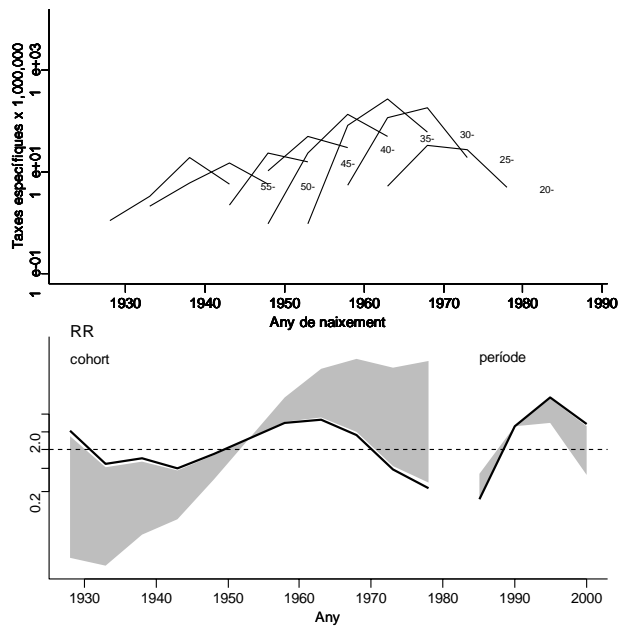 Taxes específiques x 1,000,000
1 e+03
1 e+01
1 e-01
55-
50-
45-
40-
35-
30-
25-
20-
1930 1940 1950 1960 1970 1980 1990
Any de naixement
RR
cohort
període
2.0
0.2
1930 1940 1950 1960 1970 1980 1990 2000
Any